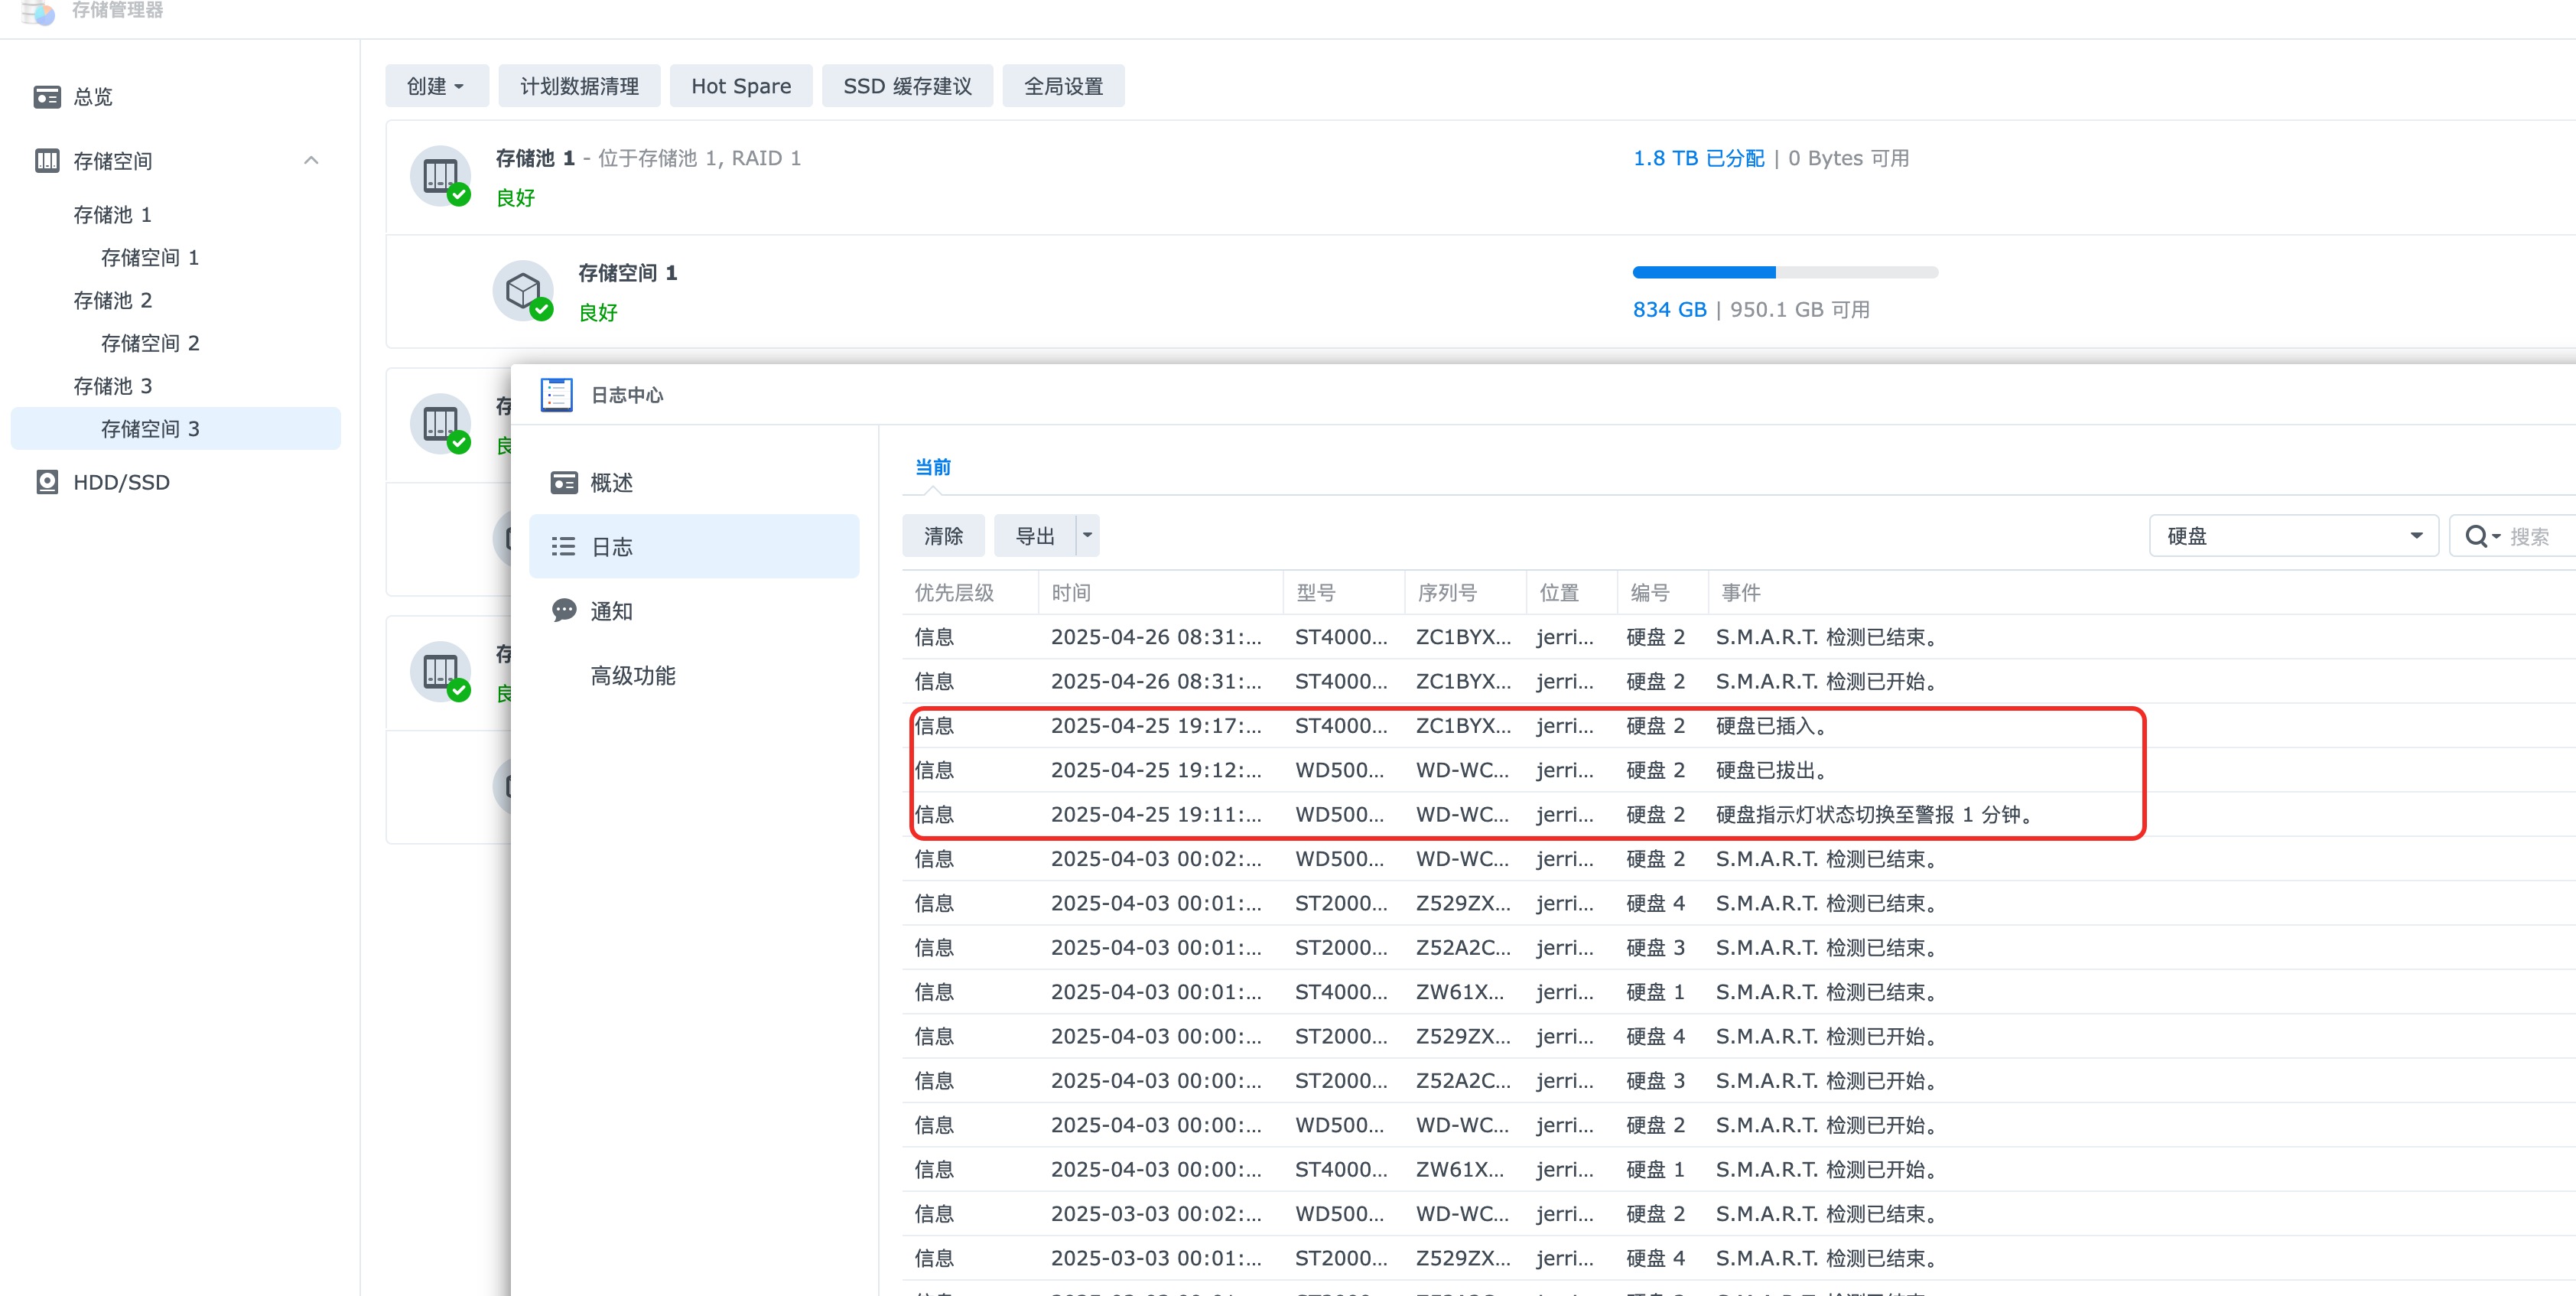 存储管理器
总览
存储空间
存储池 1
存储空间 1
存储池 2
存储空间 2
存储池 3
存储空间 3
HDD/SSD
创建 计划数据清理 Hot Spare SSD 缓存建议 全局设置
存储池 1 - 位于存储池 1, RAID 1
良好
1.8 TB 已分配 | 0 Bytes 可用
存储空间 1
良好
834 GB | 950.1 GB 可用
日志中心
概述
日志
通知
高级功能
当前
清除 导出 硬盘 搜索
优先层级 时间 型号 序列号 位置 编号 事件
信息 2025-04-26 08:31:... ST4000... ZC1BYX... jerri... 硬盘 2 S.M.A.R.T. 检测已结束。
信息 2025-04-26 08:31:... ST4000... ZC1BYX... jerri... 硬盘 2 S.M.A.R.T. 检测已开始。
信息 2025-04-25 19:17:... ST4000... ZC1BYX... jerri... 硬盘 2 硬盘已插入。
信息 2025-04-25 19:12:... WD500... WD-WC... jerri... 硬盘 2 硬盘已拔出。
信息 2025-04-25 19:11:... WD500... WD-WC... jerri... 硬盘 2 硬盘指示灯状态切换至警报 1 分钟。
信息 2025-04-03 00:02:... WD500... WD-WC... jerri... 硬盘 2 S.M.A.R.T. 检测已结束。
信息 2025-04-03 00:01:... ST2000... Z529ZX... jerri... 硬盘 4 S.M.A.R.T. 检测已结束。
信息 2025-04-03 00:01:... ST2000... Z52A2C... jerri... 硬盘 3 S.M.A.R.T. 检测已结束。
信息 2025-04-03 00:01:... ST4000... ZW61X... jerri... 硬盘 1 S.M.A.R.T. 检测已结束。
信息 2025-04-03 00:00:... ST2000... Z529ZX... jerri... 硬盘 4 S.M.A.R.T. 检测已开始。
信息 2025-04-03 00:00:... ST2000... Z52A2C... jerri... 硬盘 3 S.M.A.R.T. 检测已开始。
信息 2025-04-03 00:00:... WD500... WD-WC... jerri... 硬盘 2 S.M.A.R.T. 检测已开始。
信息 2025-04-03 00:00:... ST4000... ZW61X... jerri... 硬盘 1 S.M.A.R.T. 检测已开始。
信息 2025-03-03 00:02:... WD500... WD-WC... jerri... 硬盘 2 S.M.A.R.T. 检测已结束。
信息 2025-03-03 00:01:... ST2000... Z529ZX... jerri... 硬盘 4 S.M.A.R.T. 检测已结束。